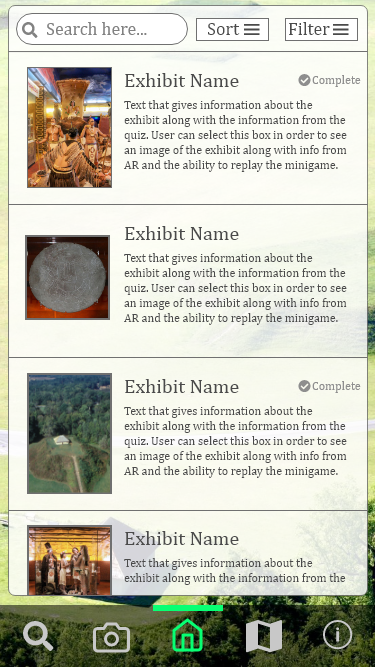 Search here...
Sort
Filter
Exhibit Name
Complete
Text that gives information about the
exhibit along with the information from the
quiz. User can select this box in order to see
an image of the exhibit with information from
AR and the ability to replay the minigame.
Exhibit Name
Text that gives information about the
exhibit along with the information from the
quiz. User can select this box in order to see
an image of the exhibit with information from
AR and the ability to replay the minigame.
Exhibit Name
Complete
Text that gives information about the
exhibit along with the information from the
quiz. User can select this box in order to see
an image of the exhibit with information from
AR and the ability to replay the minigame.
Exhibit Name
Text that gives information about the
exhibit along with the information from the